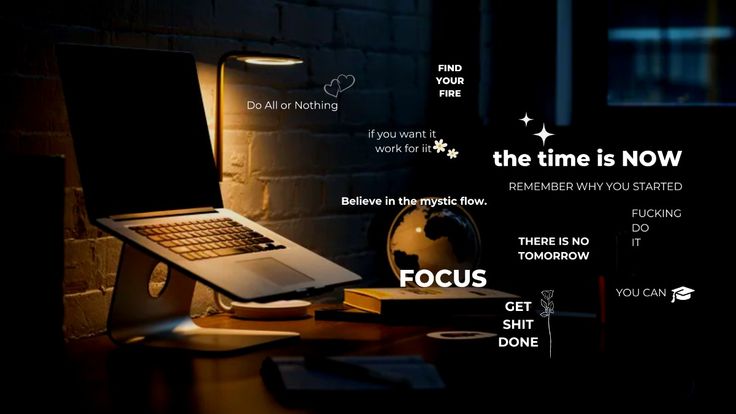 FIND
YOUR
FIRE
Do All or Nothing
if you want it
work for iit
the time is NOW
REMEMBER WHY YOU STARTED
Believe in the mystic flow.
FUCKING
DO
IT
THERE IS NO
TOMORROW
FOCUS
YOU CAN
GET
SHIT
DONE